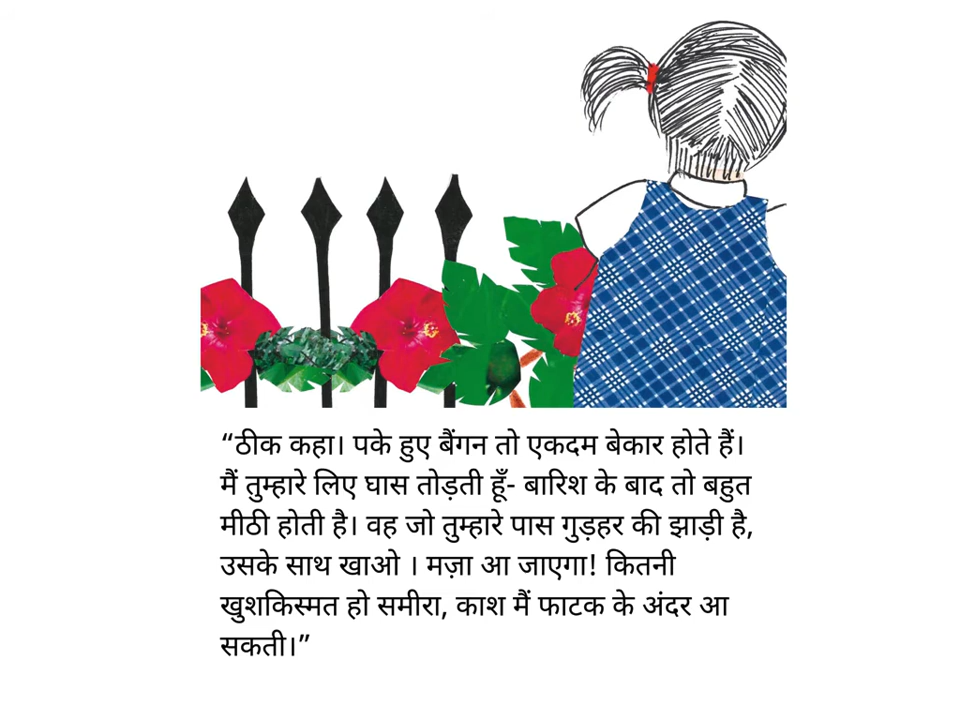 “ठीक कहा। पके हुए बैंगन तो एकदम बेकार होते हैं।
मैं तुम्हारे लिए घास तोड़ती हूँ- बारिश के बाद तो बहुत
मीठी होती है। वह जो तुम्हारे पास गुड़हर की झाड़ी है,
उसके साथ खाओ । मज़ा आ जाएगा! कितनी
खुशकिस्मत हो समीरा, काश मैं फाटक के अंदर आ
सकती।”